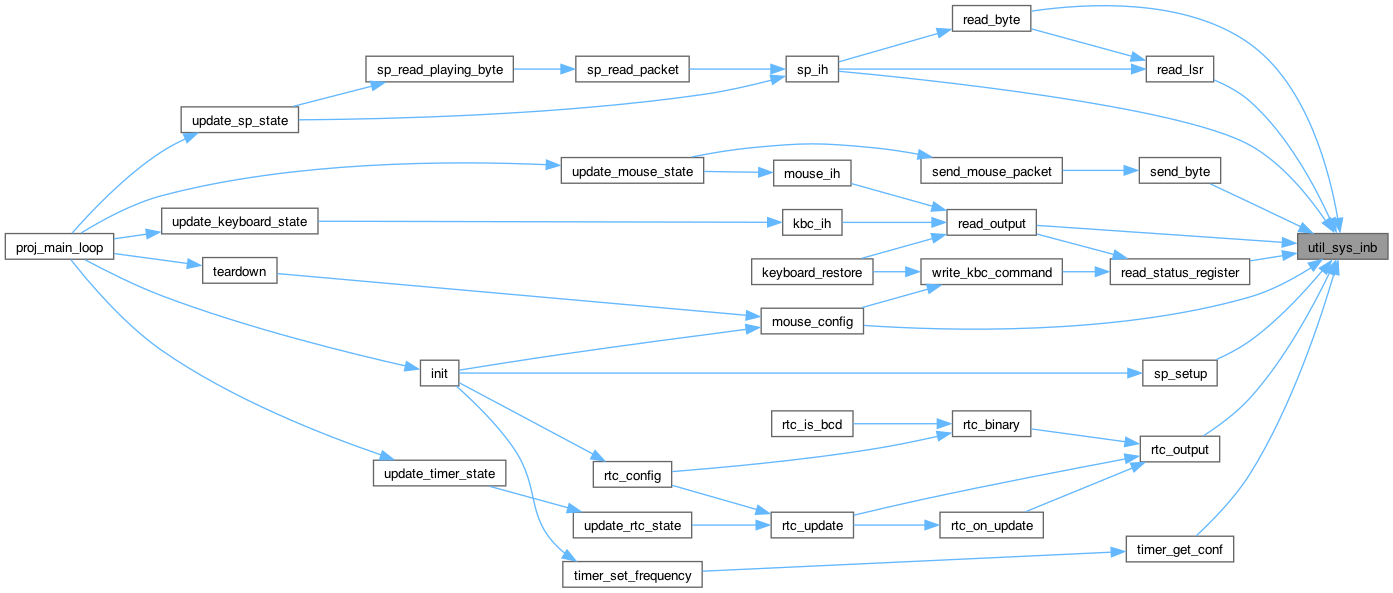 read_byte
sp_read_playing_byte
sp_read_packet
sp_ih
read_lsr
update_sp_state
update_mouse_state
mouse_ih
send_mouse_packet
send_byte
update_keyboard_state
kbc_ih
read_output
proj_main_loop
util_sys_inb
teardown
keyboard_restore
write_kbc_command
read_status_register
mouse_config
init
sp_setup
rtc_is_bcd
rtc_binary
rtc_output
update_timer_state
rtc_config
update_rtc_state
rtc_update
rtc_on_update
timer_get_conf
timer_set_frequency